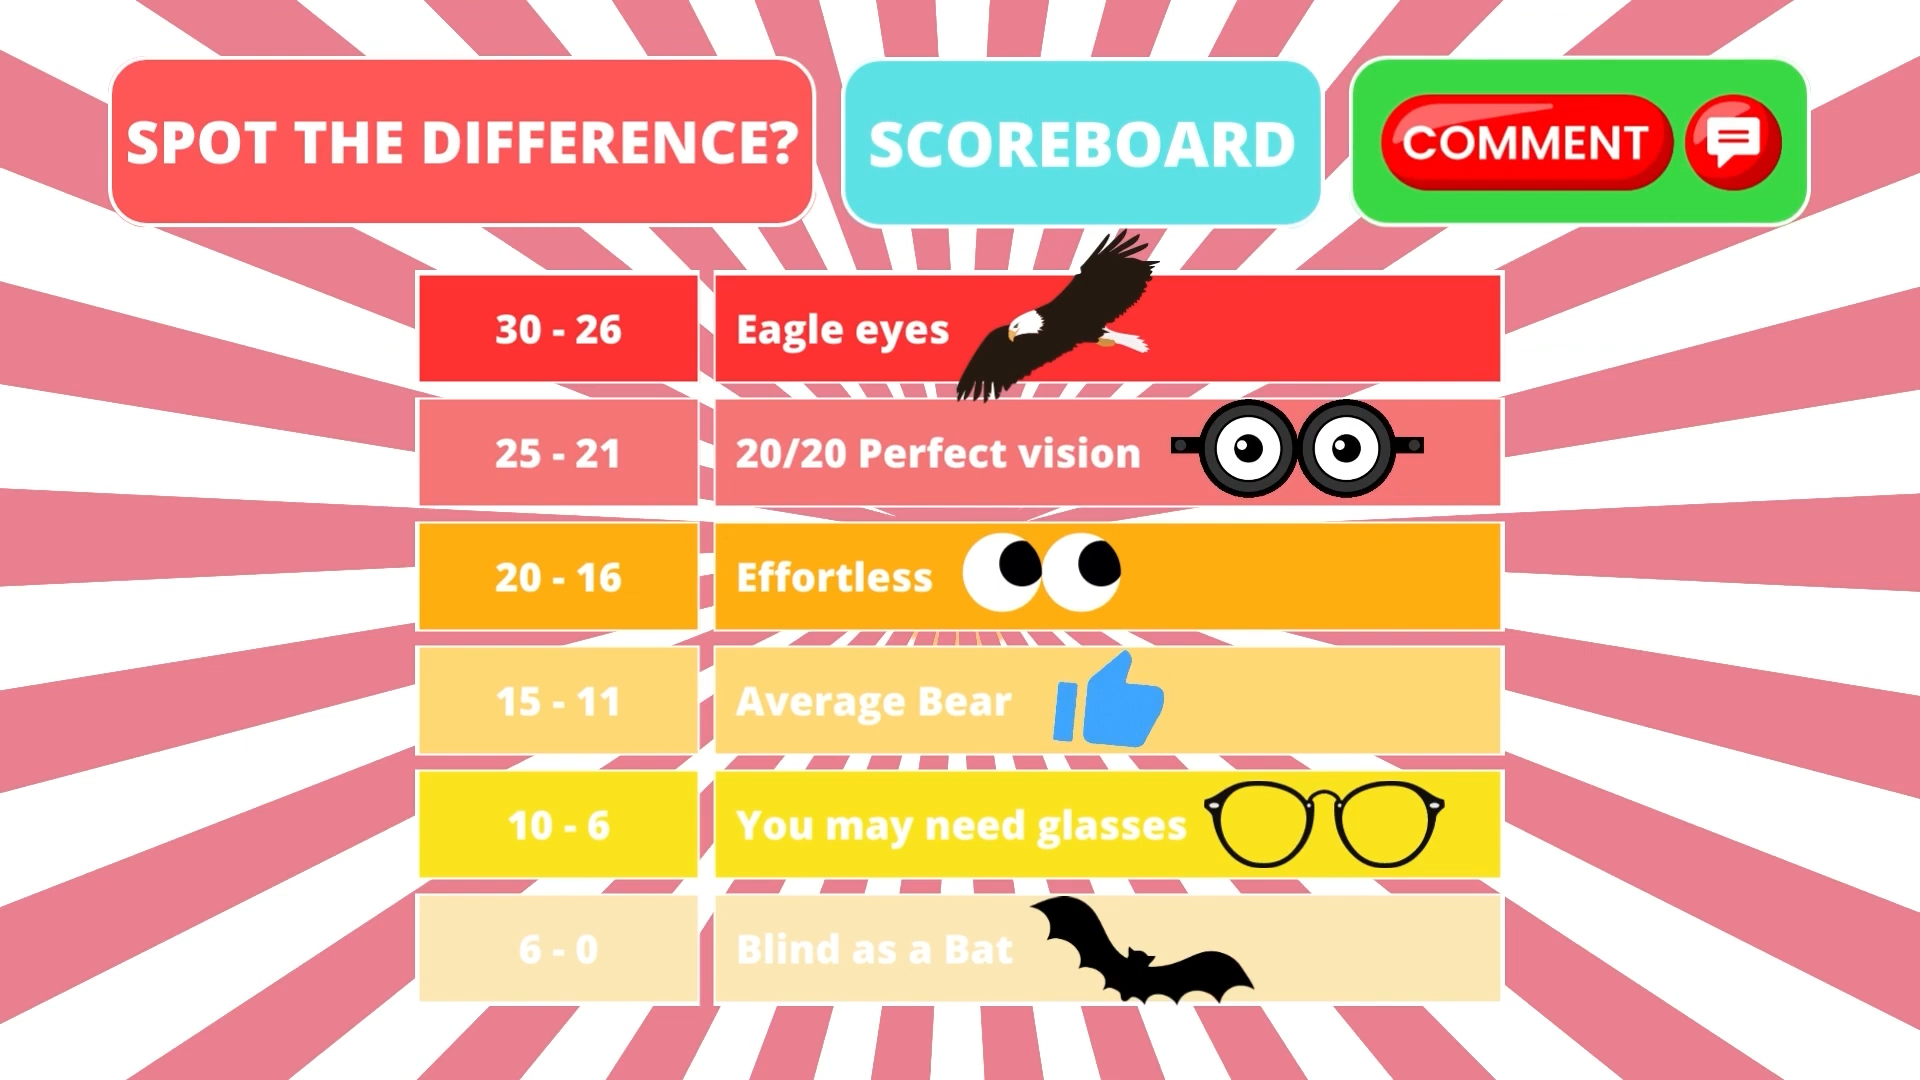 SPOT THE DIFFERENCE?
SCOREBOARD
COMMENT
30 - 26 Eagle eyes
25 - 21 20/20 Perfect vision
20 - 16 Effortless
15 - 11 Average Bear
10 - 6 You may need glasses
6 - 0 Blind as a Bat